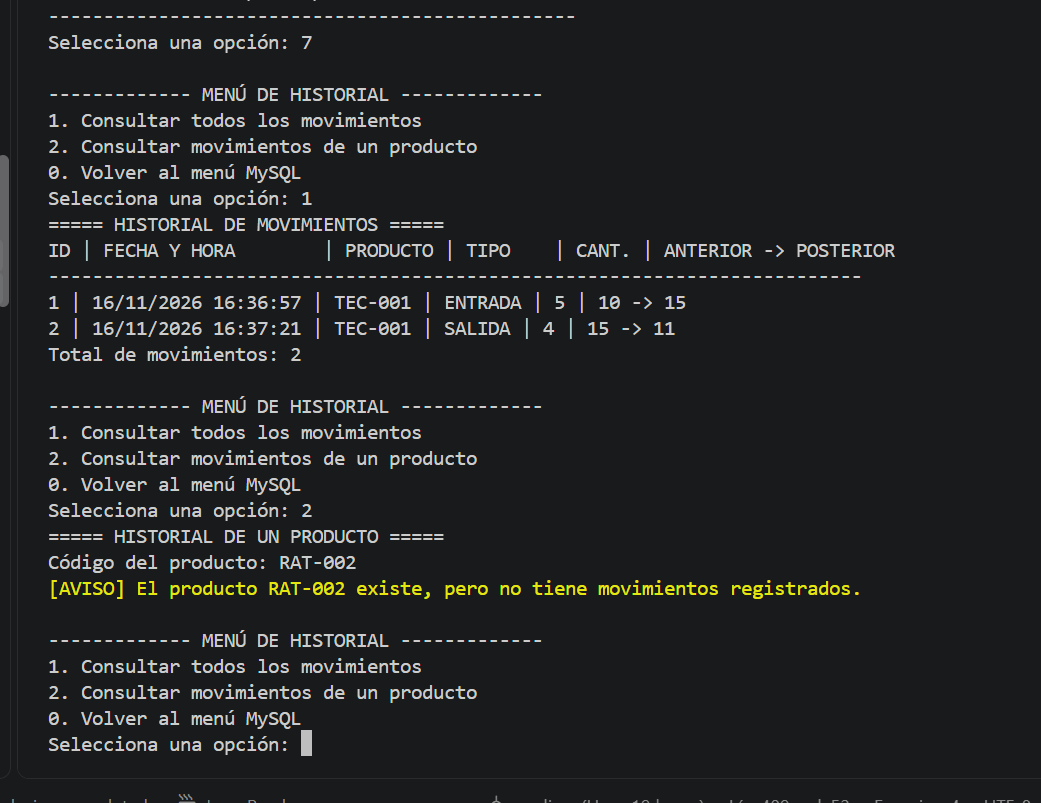 ------------------------------------------------
Selecciona una opción: 7
------------- MENÚ DE HISTORIAL -------------
1. Consultar todos los movimientos
2. Consultar movimientos de un producto
0. Volver al menú MySQL
Selecciona una opción: 1
===== HISTORIAL DE MOVIMIENTOS =====
ID | FECHA Y HORA        | PRODUCTO | TIPO    | CANT. | ANTERIOR -> POSTERIOR
--------------------------------------------------------------------------
1 | 16/11/2026 16:36:57 | TEC-001 | ENTRADA | 5 | 10 -> 15
2 | 16/11/2026 16:37:21 | TEC-001 | SALIDA | 4 | 15 -> 11
Total de movimientos: 2
------------- MENÚ DE HISTORIAL -------------
1. Consultar todos los movimientos
2. Consultar movimientos de un producto
0. Volver al menú MySQL
Selecciona una opción: 2
===== HISTORIAL DE UN PRODUCTO =====
Código del producto: RAT-002
[AVISO] El producto RAT-002 existe, pero no tiene movimientos registrados.
------------- MENÚ DE HISTORIAL -------------
1. Consultar todos los movimientos
2. Consultar movimientos de un producto
0. Volver al menú MySQL
Selecciona una opción: